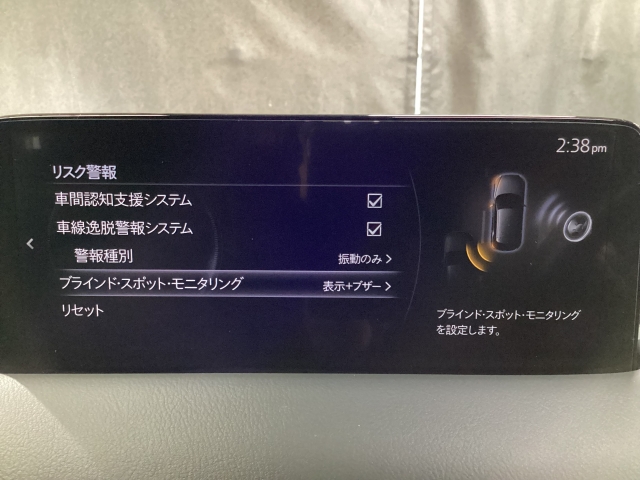 2:38pm
リスク警報
車間認知支援システム
車線逸脱警報システム
警報種別 振動のみ
ブラインド・スポット・モニタリング 表示+ブザー
リセット
ブラインド・スポット・モニタリング
を設定します。